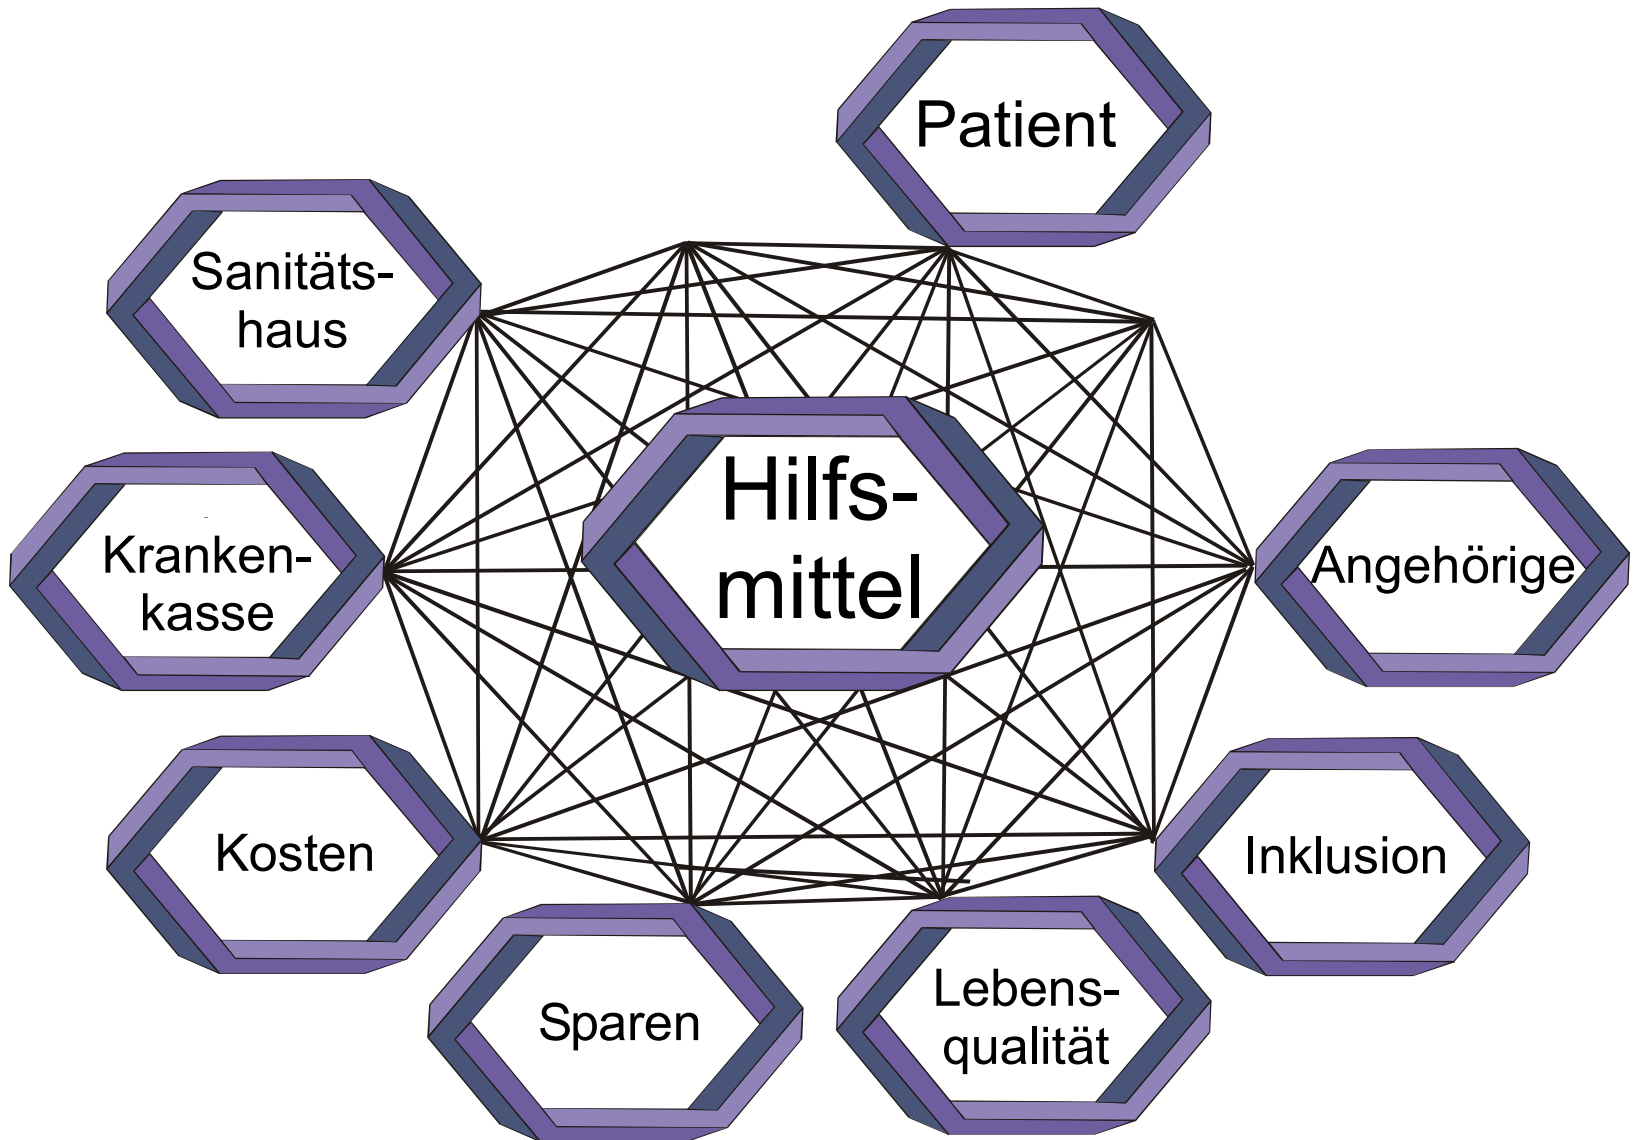 Patient
Sanitäts-
haus
Hilfs-
mittel
Kranken-
kasse
Angehörige
Kosten
Inklusion
Sparen
Lebens-
qualität